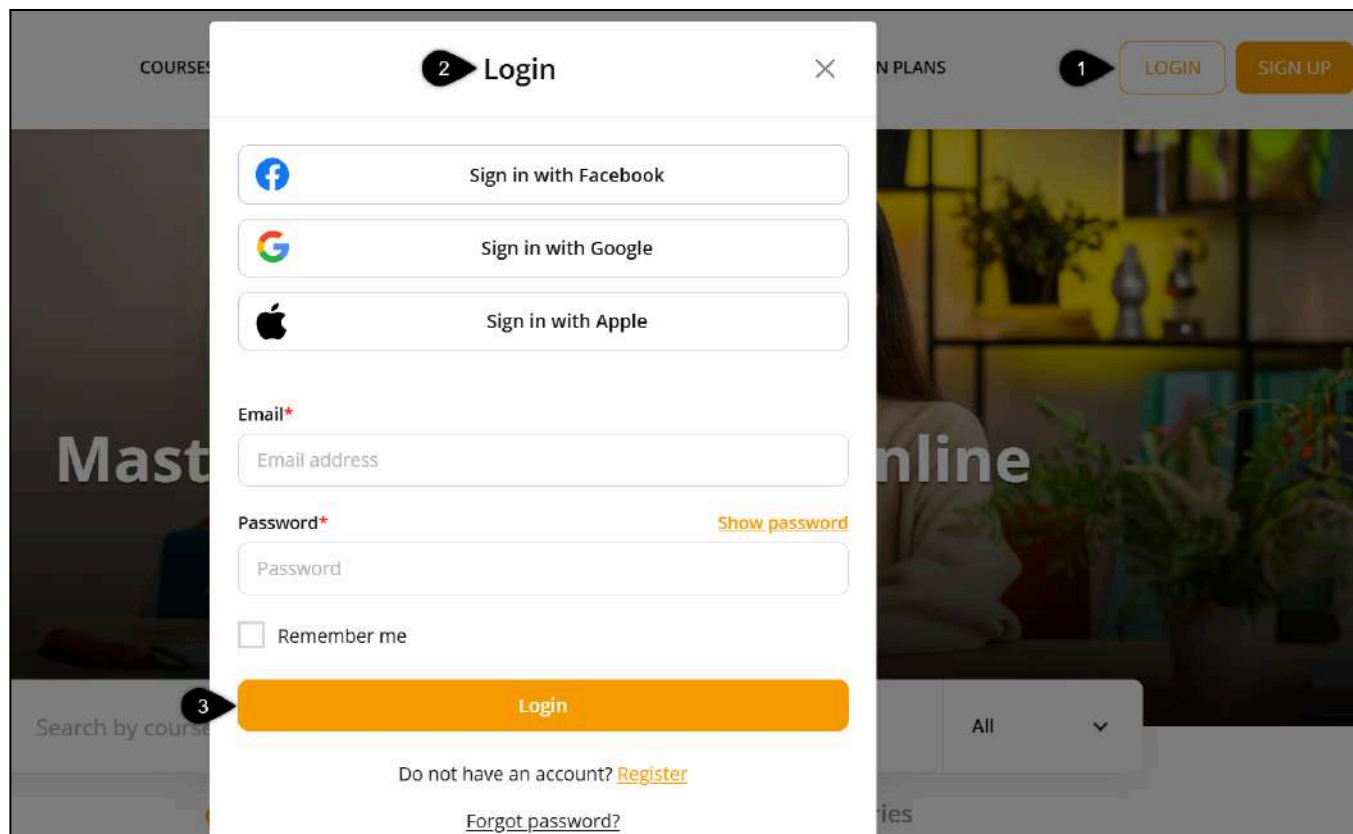 COURSES
2 Login
N PLANS
1 LOGIN
SIGN UP
Sign in with Facebook
Sign in with Google
Sign in with Apple
Email*
Email address
Mast
nline
Password*
Show password
Password
Remember me
3 Login
Search by course
All
Do not have an account? Register
Forgot password?
ries